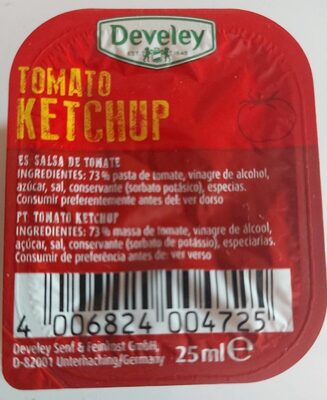 Develey
EST. 1845
TOMATO
KETCHUP
ES SALSA DE TOMATE
INGREDIENTES: 73% pasta de tomate, vinagre de alcohol,
azúcar, sal, conservante (sorbato potásico), especias.
Consumir preferentemente antes del: ver dorso
PT TOMATO KETCHUP
INGREDIENTES: 73% massa de tomate, vinagre de álcool,
açúcar, sal, conservante (sorbato de potássio), especiarias.
Consumir de preferência antes de: ver verso
4 006824 004725
Develey Senf & Feinkost GmbH,
D-82001 Unterhaching/Germany 25ml℮